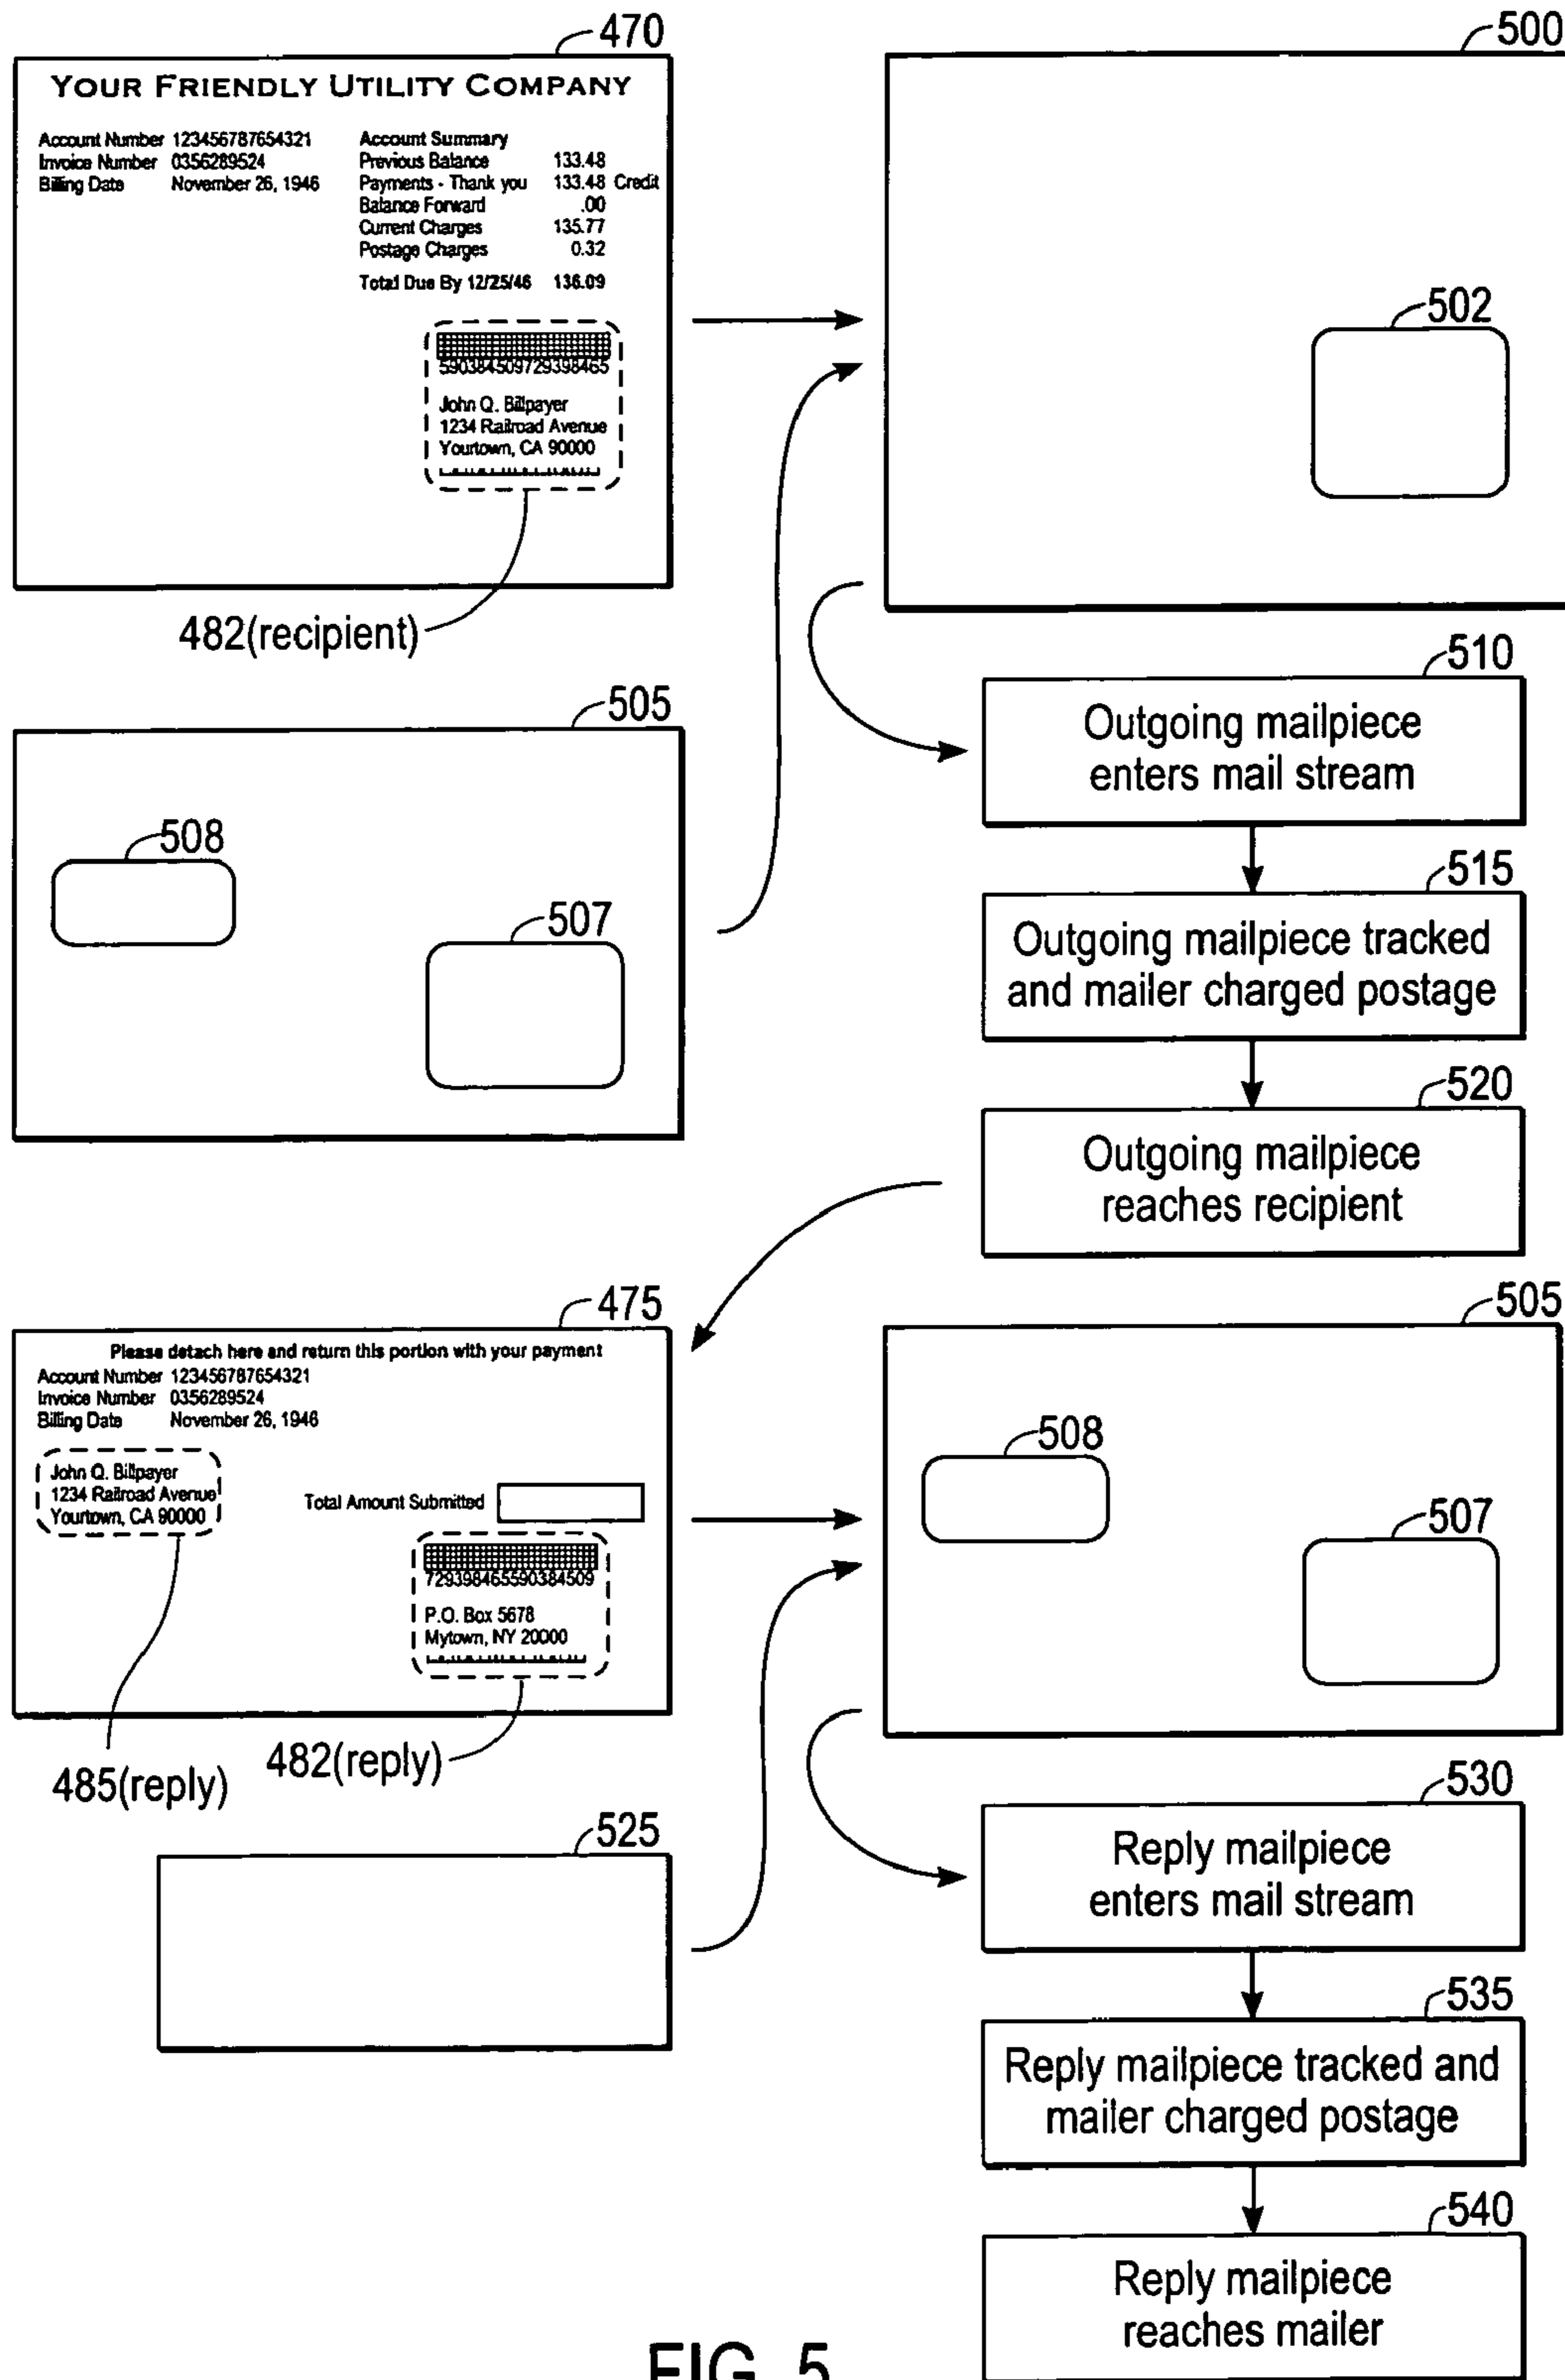 470
YOUR FRIENDLY UTILITY COMPANY
Account Number 123456787654321
Invoice Number 0356289524
Billing Date November 26, 1946
Account Summary
Previous Balance 133.48
Payments - Thank you 133.48 Credit
Balance Forward .00
Current Charges 135.77
Postage Charges 0.32
Total Due By 12/25/46 136.09
590384509729398465
John Q. Billpayer
1234 Railroad Avenue
Yourtown, CA 90000
482(recipient)
500
502
505
508
507
510
Outgoing mailpiece
enters mail stream
515
Outgoing mailpiece tracked
and mailer charged postage
520
Outgoing mailpiece
reaches recipient
475
Please detach here and return this portion with your payment
Account Number 123456787654321
Invoice Number 0356289524
Billing Date November 26, 1946
John Q. Billpayer
1234 Railroad Avenue
Yourtown, CA 90000
Total Amount Submitted
729398465590384509
P.O. Box 5678
Mytown, NY 20000
485(reply)
482(reply)
525
505
508
507
530
Reply mailpiece
enters mail stream
535
Reply mailpiece tracked and
mailer charged postage
540
Reply mailpiece
reaches mailer
FIG. 5